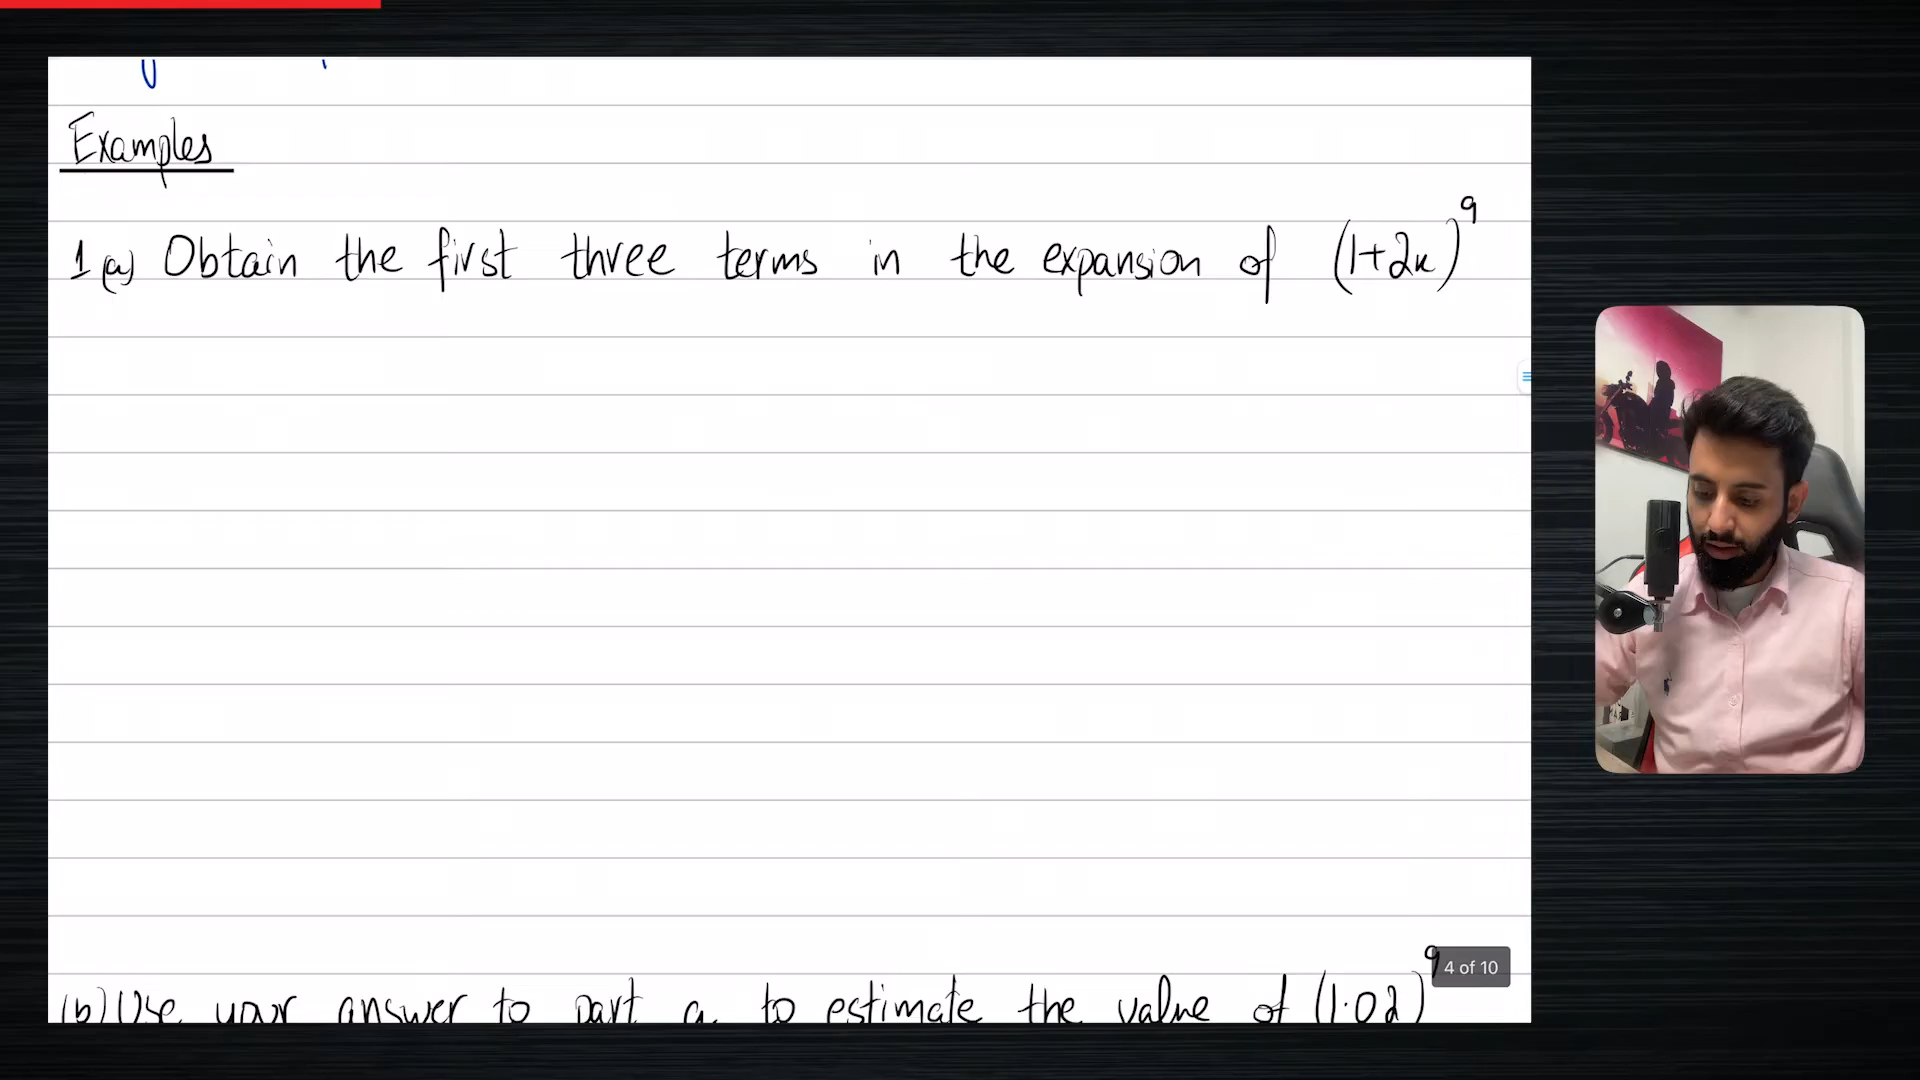 Examples
1(a) Obtain the first three terms in the expansion of (1+2x)⁹
4 of 10
(b) Use your answer to part a. to estimate the value of (1.02)⁹